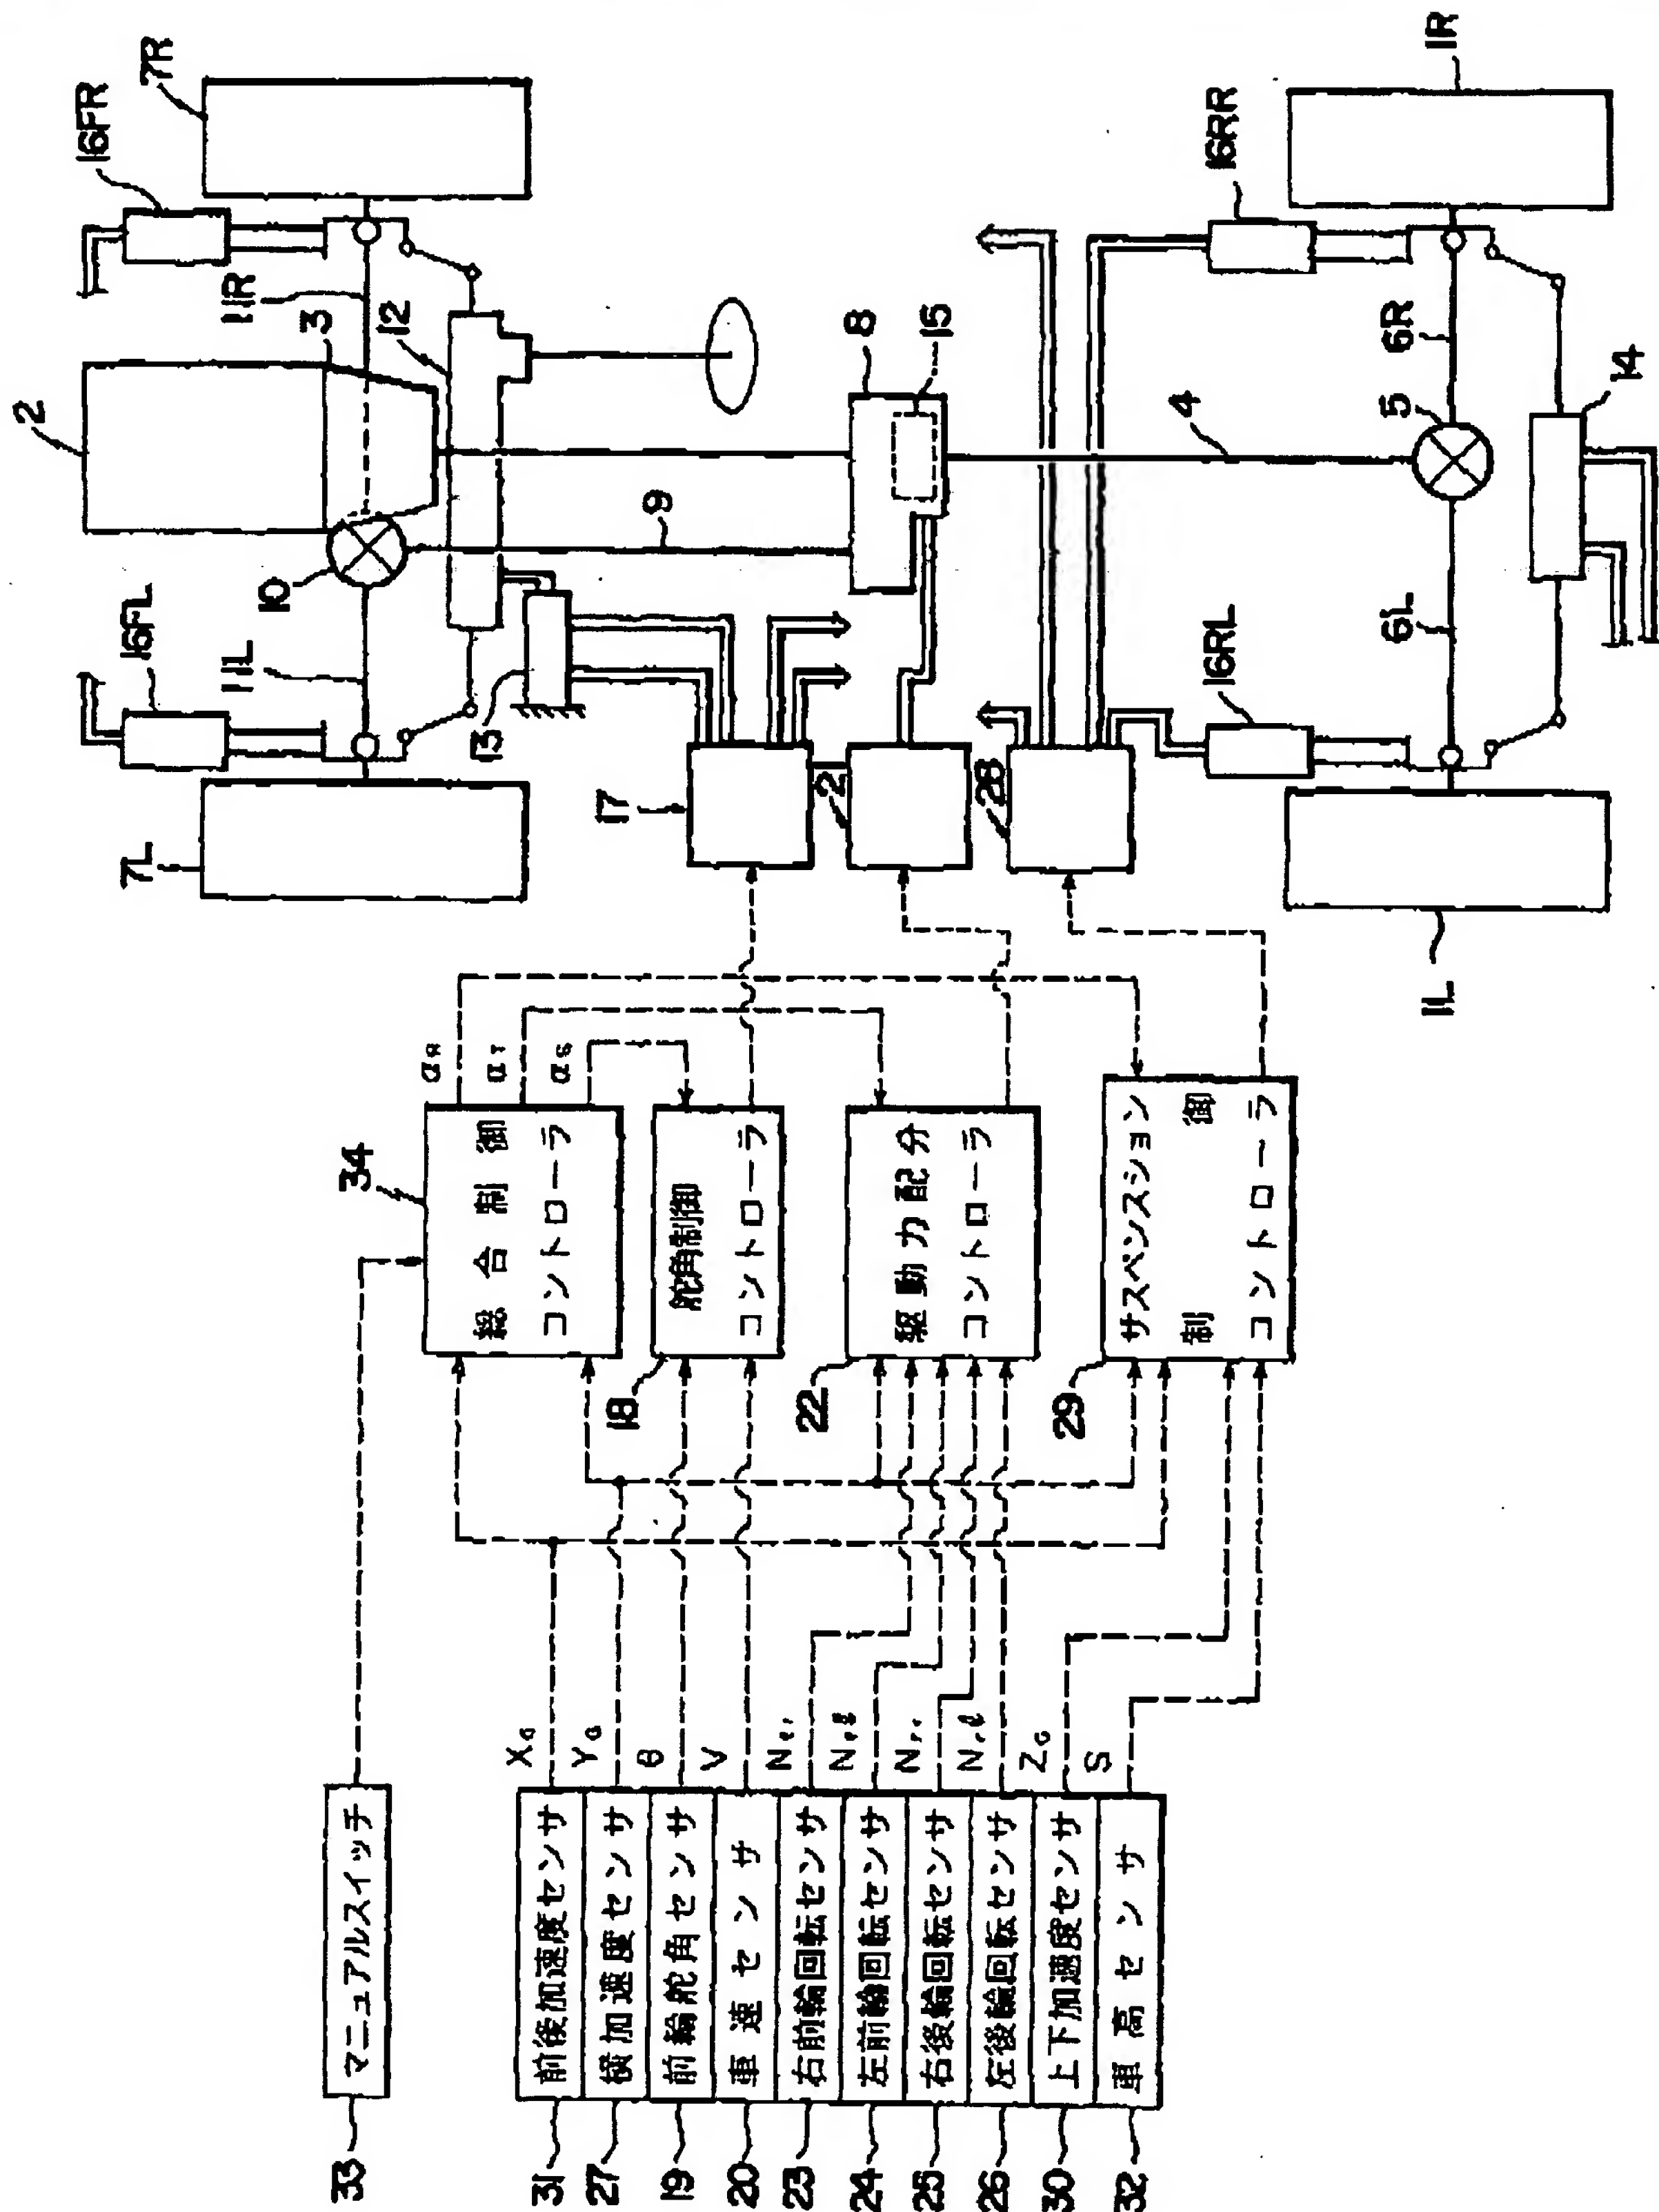 2
7R
16FR
11R
3
12
10
16FL
11L
7L
13
9
8
15
17
21
28
16RR
1R
6R
5
4
14
6L
16RL
1L
34
総合制御
コントローラ
αR
αT
αS
18
舵角制御
コントローラ
22
駆動力配分
コントローラ
29
サスペンスション
制御
コントローラ
33
マニュアルスイッチ
31
前後加速度センサ
XG
27
横加速度センサ
YG
19
前輪舵角センサ
θ
20
車速センサ
V
23
右前輪回転センサ
Nfr
24
左前輪回転センサ
Nfℓ
25
右後輪回転センサ
Nrr
26
左後輪回転センサ
Nrℓ
30
上下加速度センサ
ZG
32
車高センサ
S